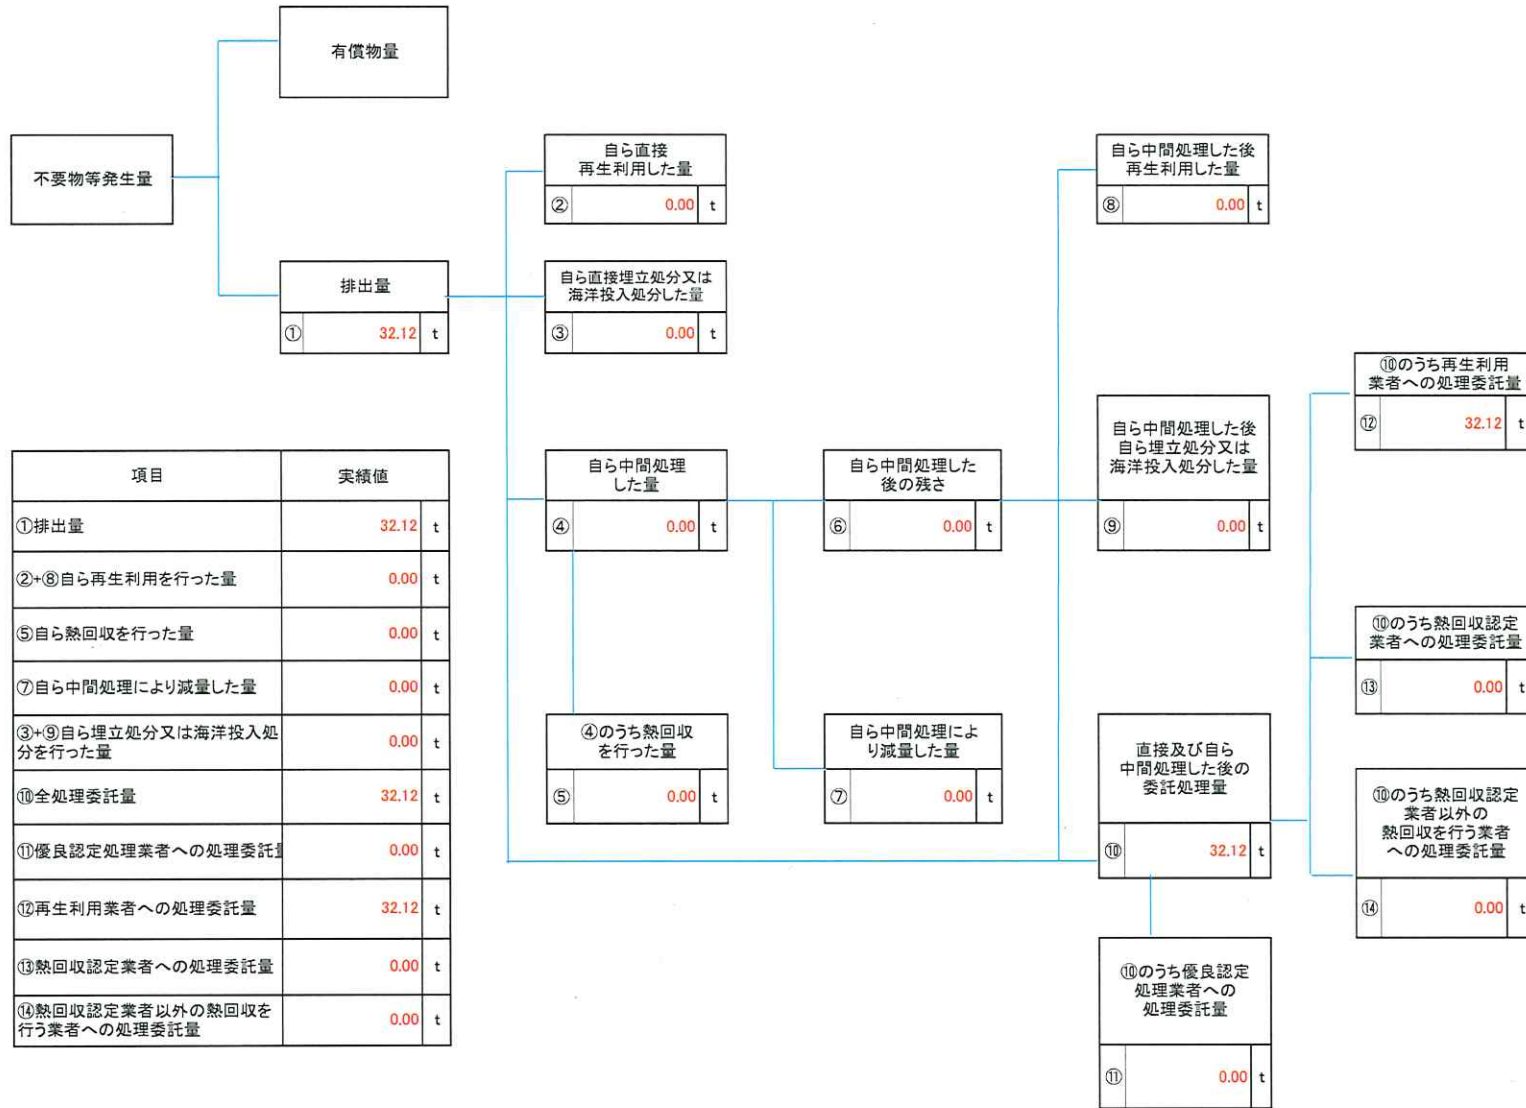 有償物量
不要物等発生量
排出量
① 32.12 t
自ら直接
再生利用した量
② 0.00 t
自ら直接埋立処分又は
海洋投入処分した量
③ 0.00 t
自ら中間処理
した量
④ 0.00 t
④のうち熱回収
を行った量
⑤ 0.00 t
自ら中間処理した
後の残さ
⑥ 0.00 t
自ら中間処理によ
り減量した量
⑦ 0.00 t
自ら中間処理した後
再生利用した量
⑧ 0.00 t
自ら中間処理した後
自ら埋立処分又は
海洋投入処分した量
⑨ 0.00 t
直接及び自ら
中間処理した後の
委託処理量
⑩ 32.12 t
⑩のうち優良認定
処理業者への
処理委託量
⑪ 0.00 t
⑩のうち再生利用
業者への処理委託量
⑫ 32.12 t
⑩のうち熱回収認定
業者への処理委託量
⑬ 0.00 t
⑩のうち熱回収認定
業者以外の
熱回収を行う業者
への処理委託量
⑭ 0.00 t
項目 実績値
①排出量 32.12 t
②+⑧自ら再生利用を行った量 0.00 t
⑤自ら熱回収を行った量 0.00 t
⑦自ら中間処理により減量した量 0.00 t
③+⑨自ら埋立処分又は海洋投入処
分を行った量 0.00 t
⑩全処理委託量 32.12 t
⑪優良認定処理業者への処理委託 0.00 t
⑫再生利用業者への処理委託量 32.12 t
⑬熱回収認定業者への処理委託量 0.00 t
⑭熱回収認定業者以外の熱回収を
行う業者への処理委託量 0.00 t